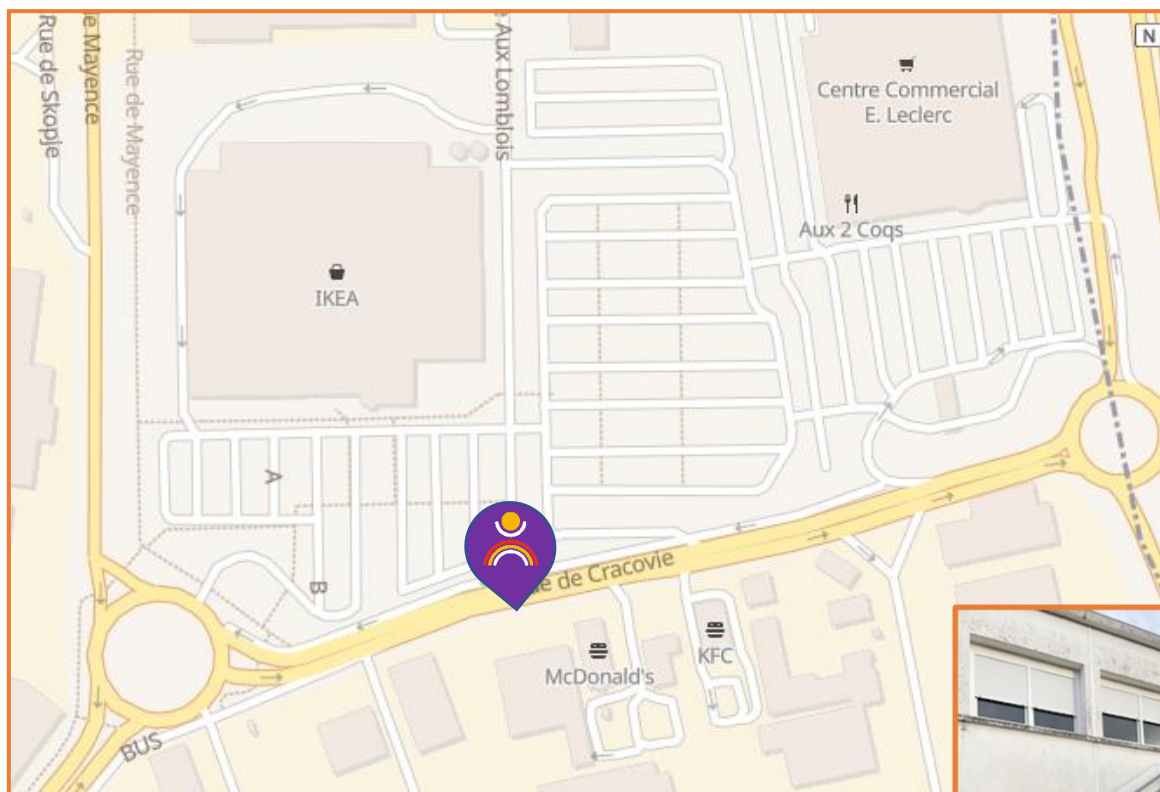 Rue de Skopje
de Mayence
Rue de Mayence
Aux Lomblois
N
Centre Commercial
E. Leclerc
Aux 2 Coqs
IKEA
A
B
de Cracovie
McDonald's
KFC
BUS